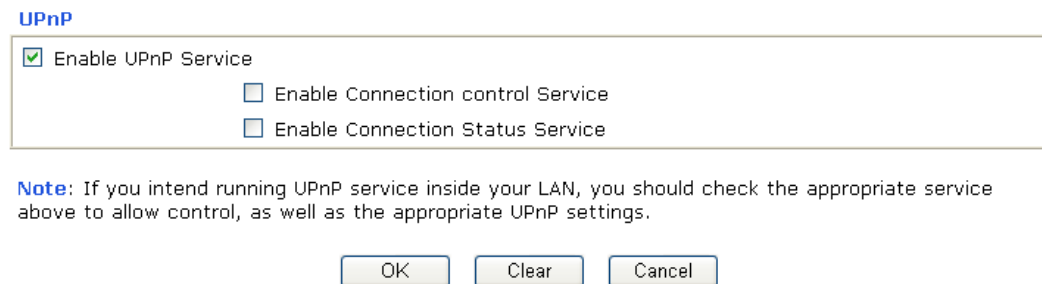 UPnP
Enable UPnP Service
Enable Connection control Service
Enable Connection Status Service
Note: If you intend running UPnP service inside your LAN, you should check the appropriate service
above to allow control, as well as the appropriate UPnP settings.
OK Clear Cancel